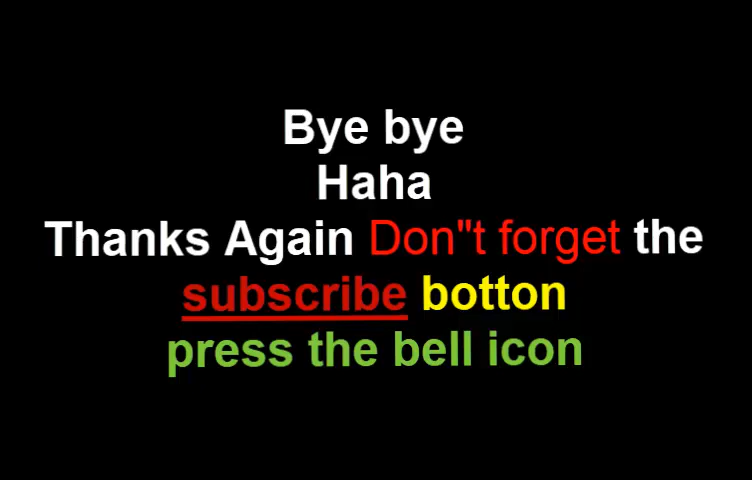 Bye bye
Haha
Thanks Again Don"t forget the
subscribe botton
press the bell icon